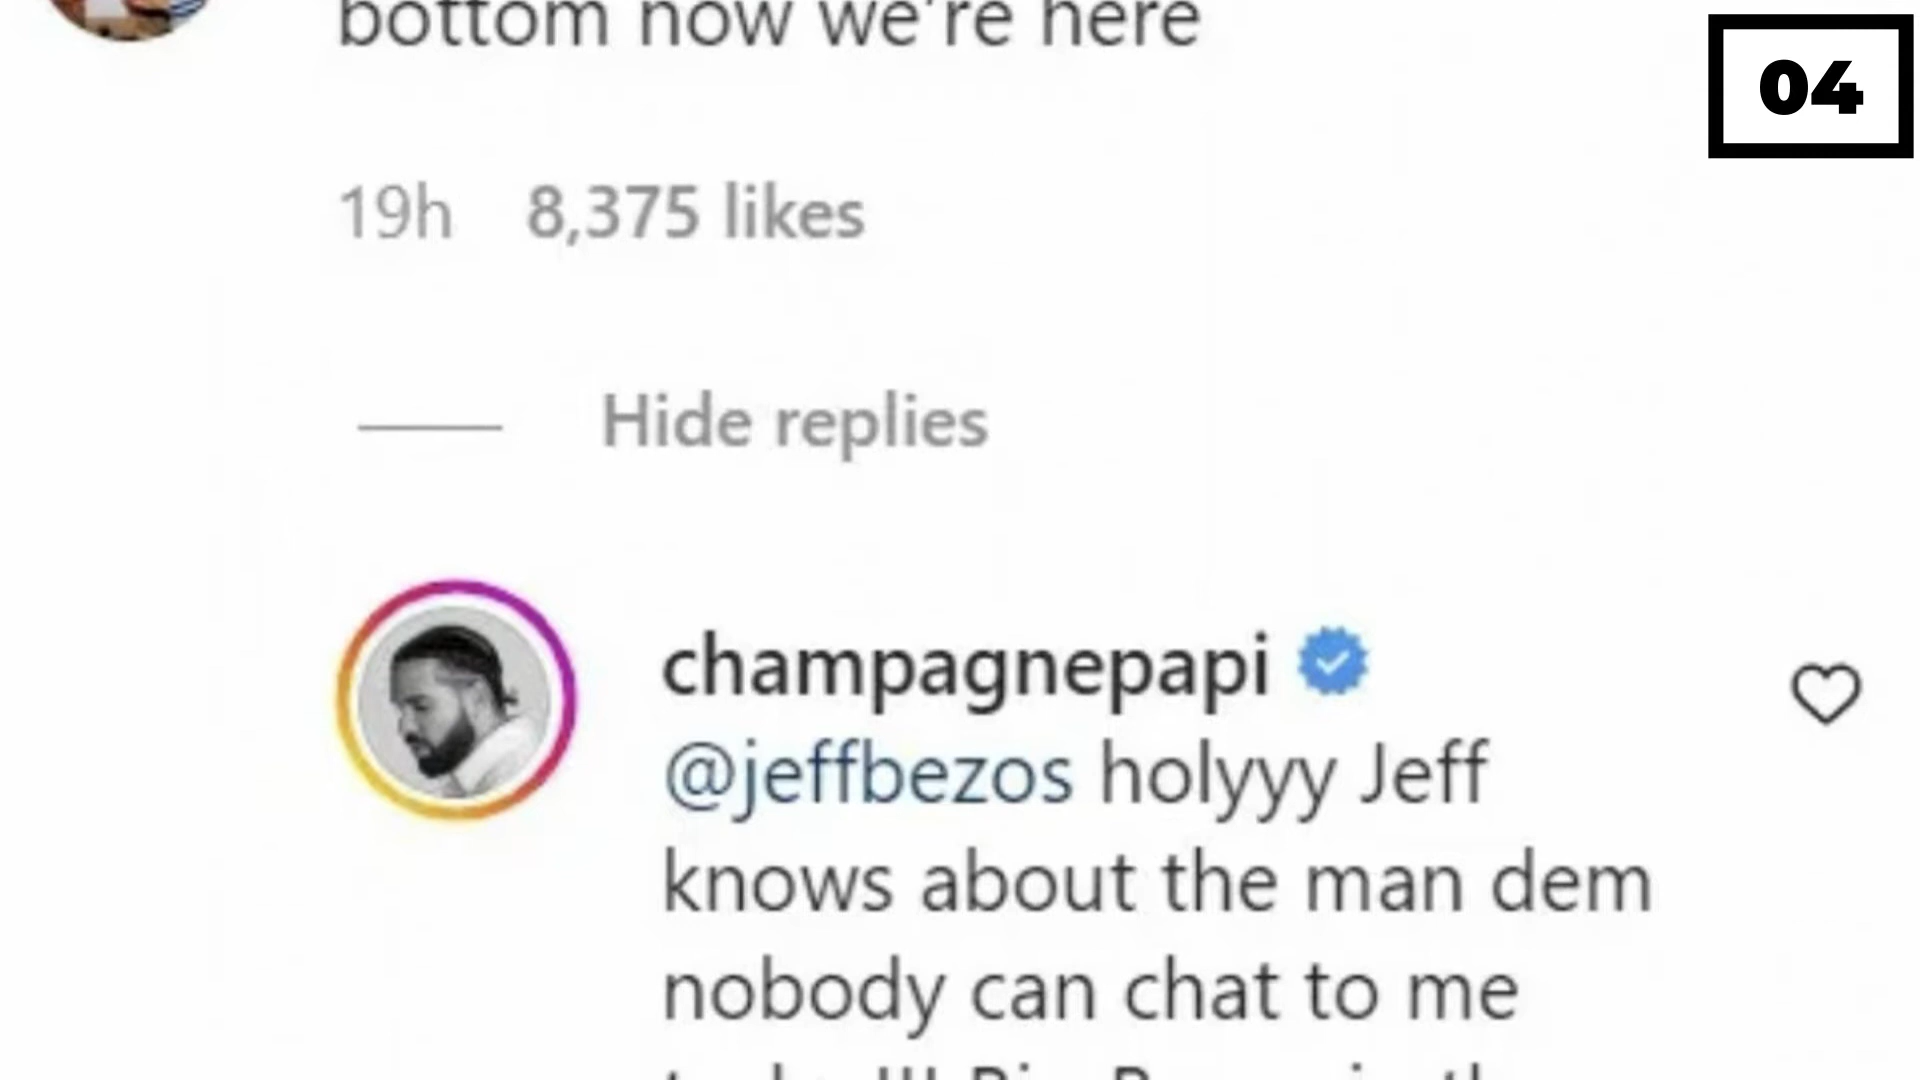 bottom now we're here
04
19h 8,375 likes
Hide replies
champagnepapi
@jeffbezos holyyy Jeff
knows about the man dem
nobody can chat to me